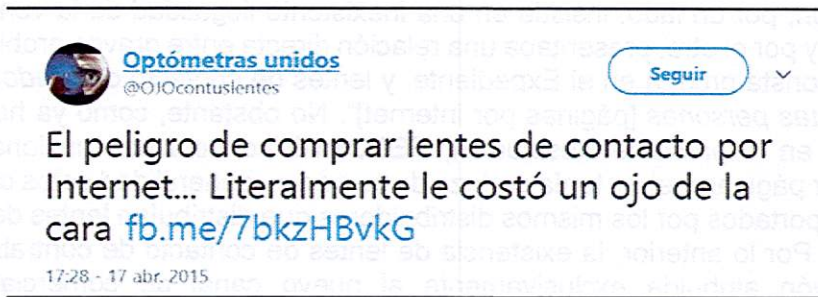 Optómetras unidos
@OJOcontuslentes
Seguir
El peligro de comprar lentes de contacto por
Internet... Literalmente le costó un ojo de la
cara fb.me/7bkzHBvkG
17:28 - 17 abr. 2015